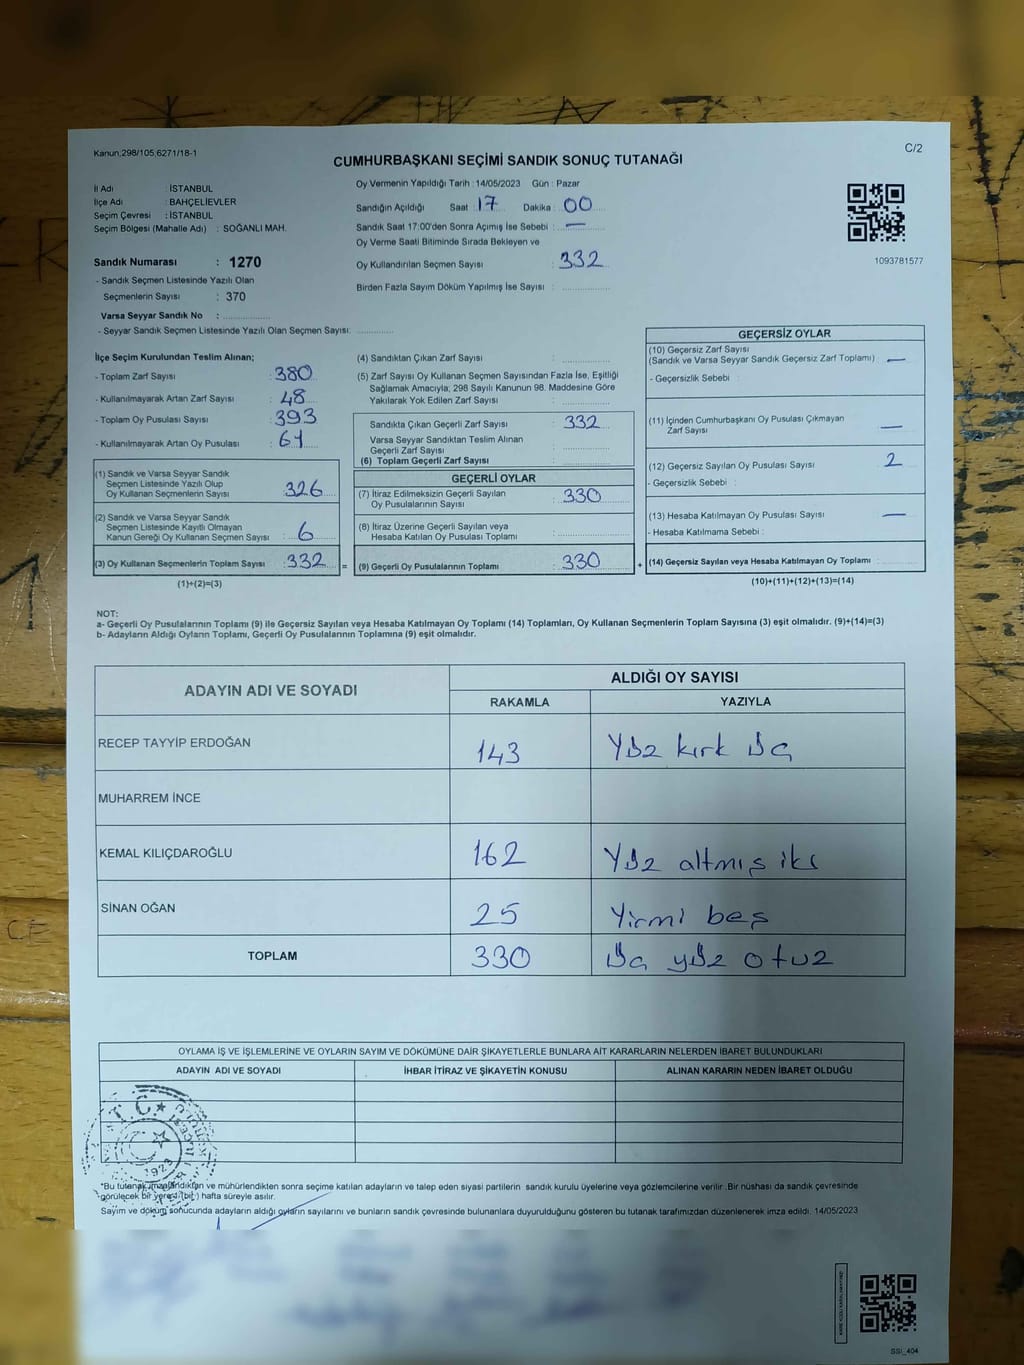 Kanun;298/105,6271/18-1
C/2
CUMHURBAŞKANI SEÇİMİ SANDIK SONUÇ TUTANAĞI
İl Adı : İSTANBUL
İlçe Adı : BAHÇELİEVLER
Seçim Çevresi : İSTANBUL
Seçim Bölgesi (Mahalle Adı) : SOĞANLI MAH.
Sandık Numarası : 1270
- Sandık Seçmen Listesinde Yazılı Olan
Seçmenlerin Sayısı : 370
Varsa Seyyar Sandık No :
- Seyyar Sandık Seçmen Listesinde Yazılı Olan Seçmen Sayısı:
Oy Vermenin Yapıldığı Tarih : 14/05/2023 Gün : Pazar
Sandığın Açıldığı Saat : 17 Dakika : 00
Sandık Saat 17:00'den Sonra Açımış İse Sebebi : —
Oy Verme Saati Bitiminde Sırada Bekleyen ve
Oy Kullandırılan Seçmen Sayısı : 332
Birden Fazla Sayım Döküm Yapılmış İse Sayısı :
1093781577
İlçe Seçim Kurulundan Teslim Alınan;
- Toplam Zarf Sayısı : 380
- Kullanılmayarak Artan Zarf Sayısı : 48
- Toplam Oy Pusulası Sayısı : 393
- Kullanılmayarak Artan Oy Pusulası : 61
(1) Sandık ve Varsa Seyyar Sandık
Seçmen Listesinde Yazılı Olup
Oy Kullanan Seçmenlerin Sayısı : 326
(2) Sandık ve Varsa Seyyar Sandık
Seçmen Listesinde Kayıtlı Olmayan
Kanun Gereği Oy Kullanan Seçmen Sayısı : 6
(3) Oy Kullanan Seçmenlerin Toplam Sayısı : 332 =
(1)+(2)=(3)
(4) Sandıktan Çıkan Zarf Sayısı :
(5) Zarf Sayısı Oy Kullanan Seçmen Sayısından Fazla İse, Eşitliği
Sağlamak Amacıyla; 298 Sayılı Kanunun 98. Maddesine Göre
Yakılarak Yok Edilen Zarf Sayısı :
Sandıkta Çıkan Geçerli Zarf Sayısı : 332
Varsa Seyyar Sandıktan Teslim Alınan
Geçerli Zarf Sayısı :
(6) Toplam Geçerli Zarf Sayısı :
GEÇERLİ OYLAR
(7) İtiraz Edilmeksizin Geçerli Sayılan
Oy Pusulalarının Sayısı : 330
(8) İtiraz Üzerine Geçerli Sayılan veya
Hesaba Katılan Oy Pusulası Toplamı :
(9) Geçerli Oy Pusulalarının Toplamı : 330 +
GEÇERSİZ OYLAR
(10) Geçersiz Zarf Sayısı
(Sandık ve Varsa Seyyar Sandık Geçersiz Zarf Toplamı) : —
- Geçersizlik Sebebi :
(11) İçinden Cumhurbaşkanı Oy Pusulası Çıkmayan
Zarf Sayısı : —
(12) Geçersiz Sayılan Oy Pusulası Sayısı : 2
- Geçersizlik Sebebi :
(13) Hesaba Katılmayan Oy Pusulası Sayısı : —
- Hesaba Katılmama Sebebi :
(14) Geçersiz Sayılan veya Hesaba Katılmayan Oy Toplamı :
(10)+(11)+(12)+(13)=(14)
NOT:
a- Geçerli Oy Pusulalarının Toplamı (9) ile Geçersiz Sayılan veya Hesaba Katılmayan Oy Toplamı (14) Toplamları, Oy Kullanan Seçmenlerin Toplam Sayısına (3) eşit olmalıdır. (9)+(14)=(3)
b- Adayların Aldığı Oyların Toplamı, Geçerli Oy Pusulalarının Toplamına (9) eşit olmalıdır.
ADAYIN ADI VE SOYADI ALDIĞI OY SAYISI
RAKAMLA YAZIYLA
RECEP TAYYİP ERDOĞAN 143 Yüz kırk üç
MUHARREM İNCE
KEMAL KILIÇDAROĞLU 162 Yüz altmış iki
SİNAN OĞAN 25 Yirmi beş
TOPLAM 330 üç yüz otuz
OYLAMA İŞ VE İŞLEMLERİNE VE OYLARIN SAYIM VE DÖKÜMÜNE DAİR ŞİKAYETLERLE BUNLARA AİT KARARLARIN NELERDEN İBARET BULUNDUKLARI
ADAYIN ADI VE SOYADI İHBAR İTİRAZ VE ŞİKAYETİN KONUSU ALINAN KARARIN NEDEN İBARET OLDUĞU
T.C.
1923
*Bu tutanak imzalandıktan ve mühürlendikten sonra seçime katılan adayların ve talep eden siyasi partilerin sandık kurulu üyelerine veya gözlemcilerine verilir. Bir nüshası da sandık çevresinde
görülecek bir yere (bir) hafta süreyle asılır.
Sayım ve döküm sonucunda adayların aldığı oyların sayılarını ve bunların sandık çevresinde bulunanlara duyurulduğunu gösteren bu tutanak tarafımızdan düzenlenerek imza edildi. 14/05/2023
SSI_404